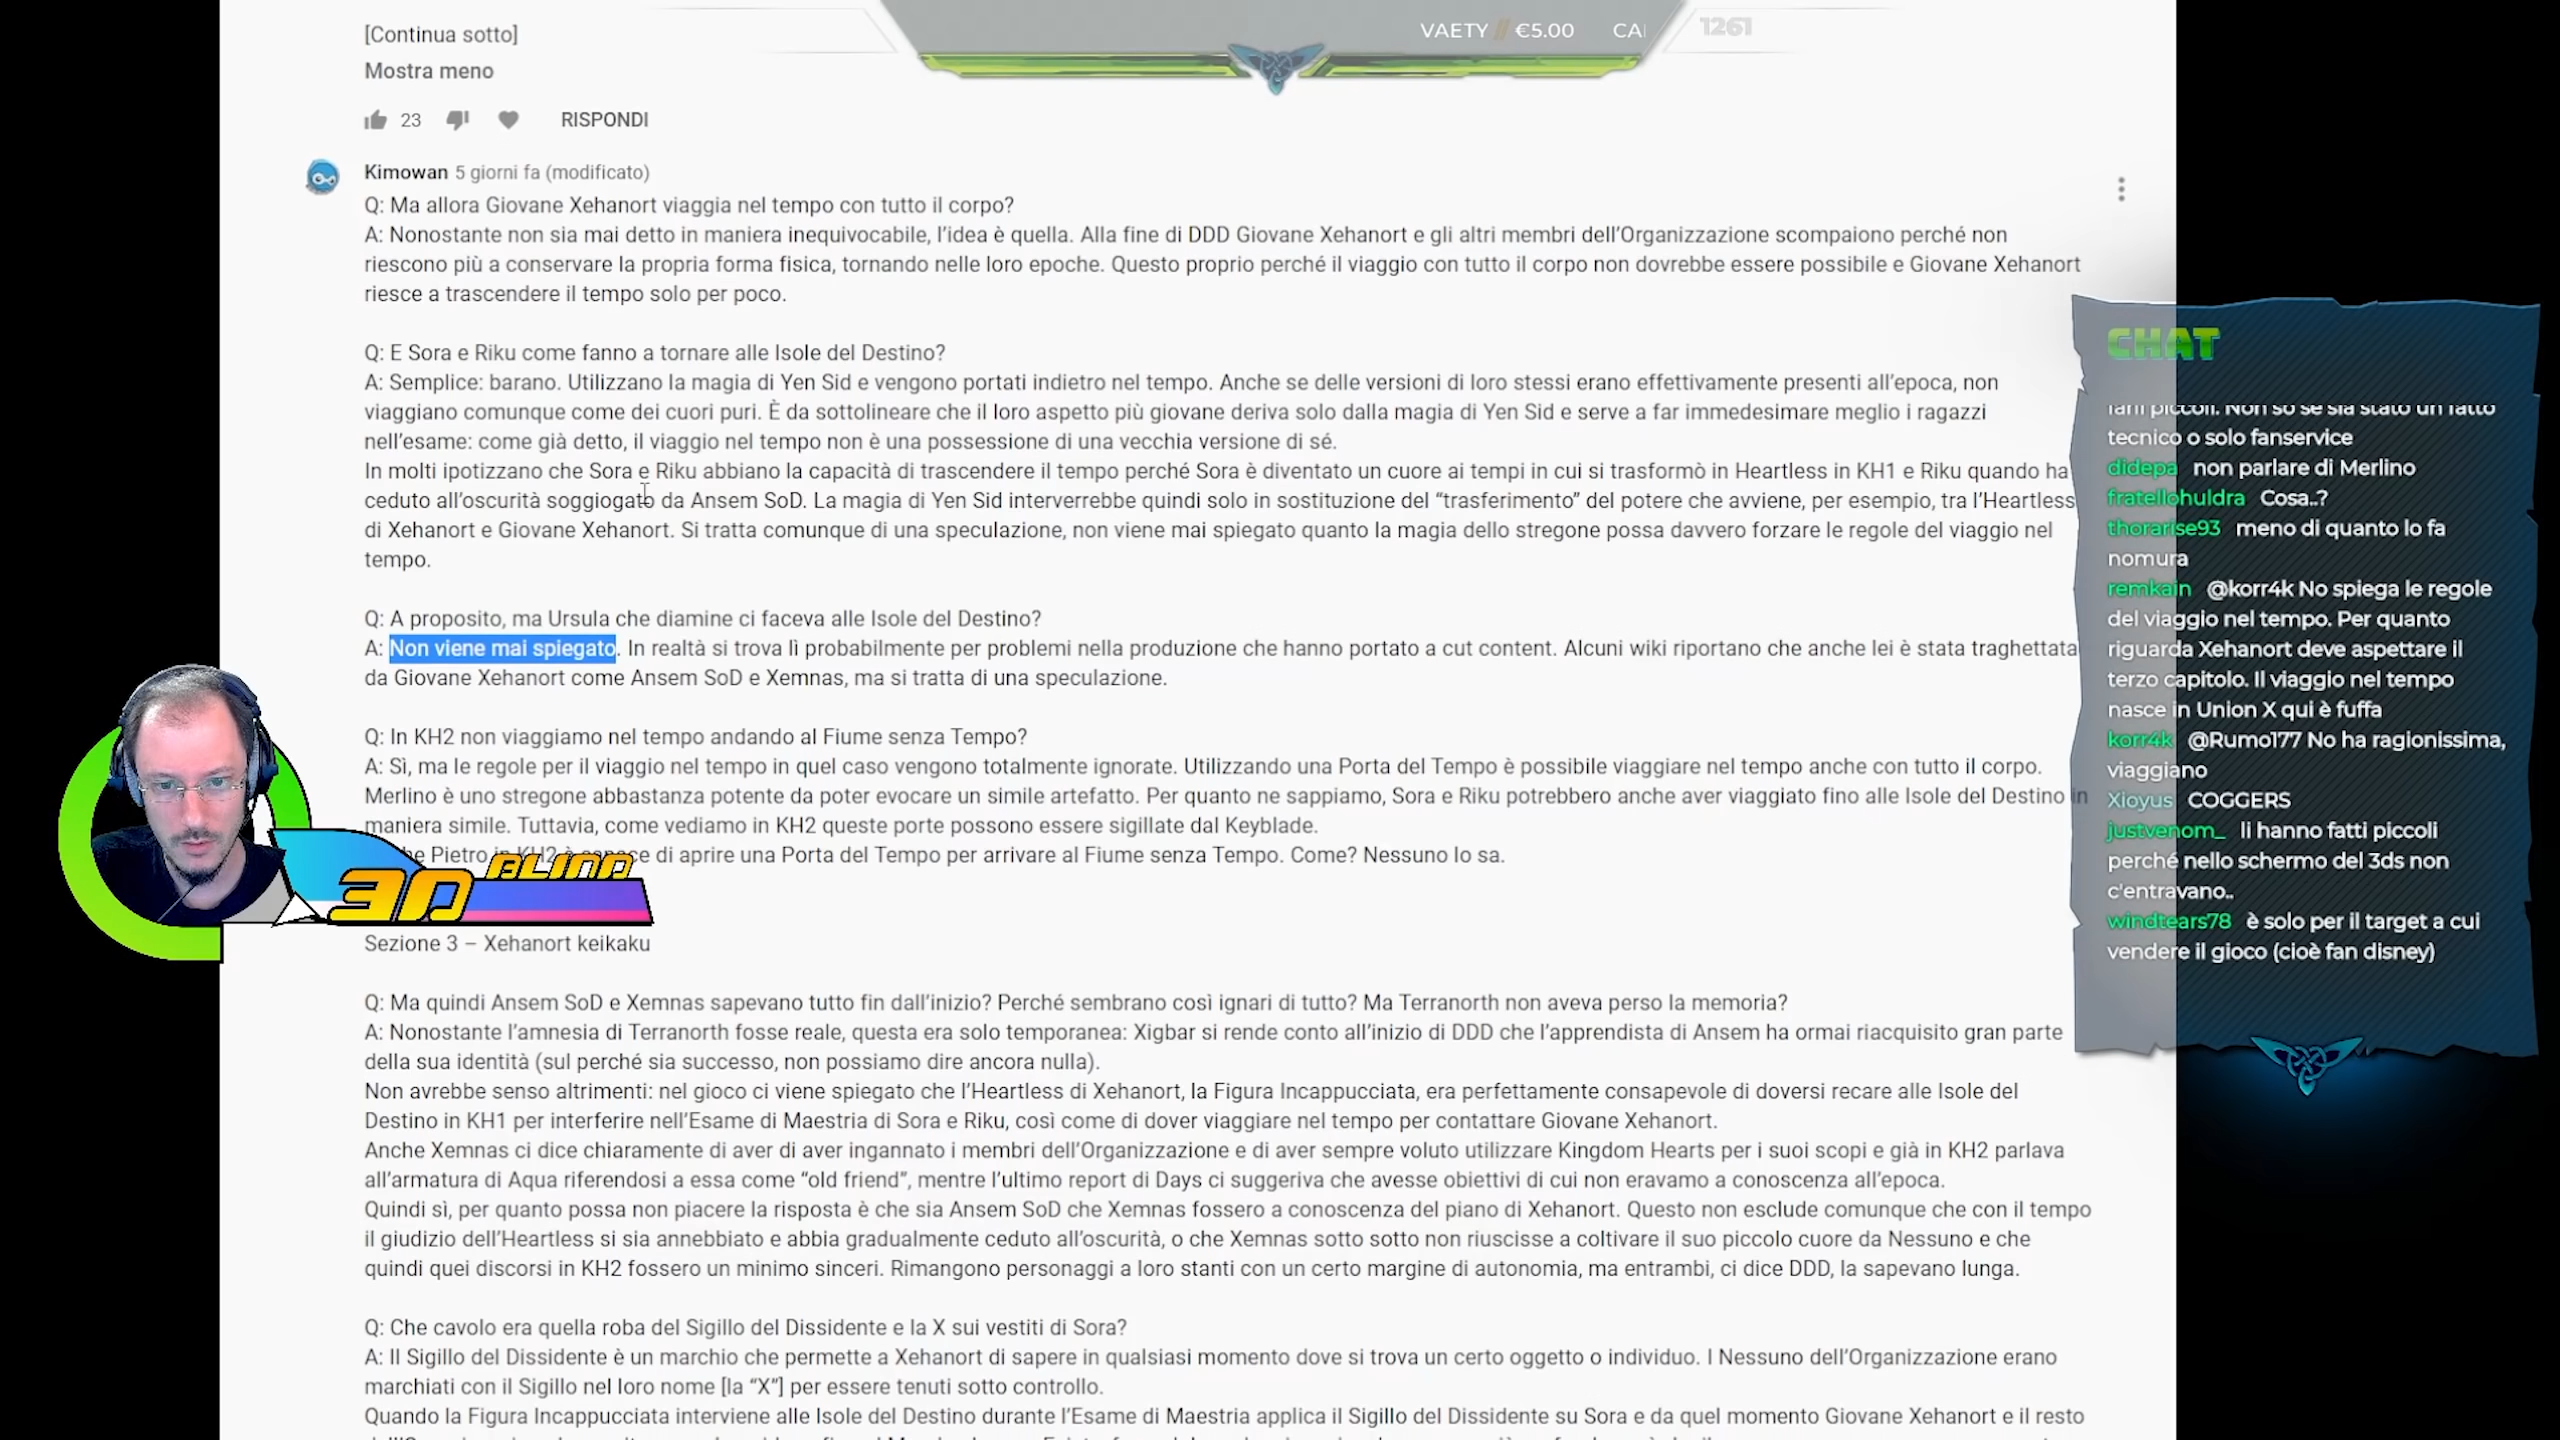 [Continua sotto]
Mostra meno
23 RISPONDI
VAETY // €5.00 CAI
1261
Kimowan 5 giorni fa (modificato)
Q: Ma allora Giovane Xehanort viaggia nel tempo con tutto il corpo?
A: Nonostante non sia mai detto in maniera inequivocabile, l'idea è quella. Alla fine di DDD Giovane Xehanort e gli altri membri dell'Organizzazione scompaiono perché non
riescono più a conservare la propria forma fisica, tornando nelle loro epoche. Questo proprio perché il viaggio con tutto il corpo non dovrebbe essere possibile e Giovane Xehanort
riesce a trascendere il tempo solo per poco.
Q: E Sora e Riku come fanno a tornare alle Isole del Destino?
A: Semplice: barano. Utilizzano la magia di Yen Sid e vengono portati indietro nel tempo. Anche se delle versioni di loro stessi erano effettivamente presenti all'epoca, non
viaggiano comunque come dei cuori puri. È da sottolineare che il loro aspetto più giovane deriva solo dalla magia di Yen Sid e serve a far immedesimare meglio i ragazzi
nell'esame: come già detto, il viaggio nel tempo non è una possessione di una vecchia versione di sé.
In molti ipotizzano che Sora e Riku abbiano la capacità di trascendere il tempo perché Sora è diventato un cuore ai tempi in cui si trasformò in Heartless in KH1 e Riku quando ha
ceduto all'oscurità soggiogato da Ansem SoD. La magia di Yen Sid interverrebbe quindi solo in sostituzione del “trasferimento” del potere che avviene, per esempio, tra l'Heartless
di Xehanort e Giovane Xehanort. Si tratta comunque di una speculazione, non viene mai spiegato quanto la magia dello stregone possa davvero forzare le regole del viaggio nel
tempo.
Q: A proposito, ma Ursula che diamine ci faceva alle Isole del Destino?
A: Non viene mai spiegato. In realtà si trova lì probabilmente per problemi nella produzione che hanno portato a cut content. Alcuni wiki riportano che anche lei è stata traghettata
da Giovane Xehanort come Ansem SoD e Xemnas, ma si tratta di una speculazione.
Q: In KH2 non viaggiamo nel tempo andando al Fiume senza Tempo?
A: Sì, ma le regole per il viaggio nel tempo in quel caso vengono totalmente ignorate. Utilizzando una Porta del Tempo è possibile viaggiare nel tempo anche con tutto il corpo.
Merlino è uno stregone abbastanza potente da poter evocare un simile artefatto. Per quanto ne sappiamo, Sora e Riku potrebbero anche aver viaggiato fino alle Isole del Destino in
maniera simile. Tuttavia, come vediamo in KH2 queste porte possono essere sigillate dal Keyblade.
Pietro in KH2 è capace di aprire una Porta del Tempo per arrivare al Fiume senza Tempo. Come? Nessuno lo sa.
Sezione 3 – Xehanort keikaku
Q: Ma quindi Ansem SoD e Xemnas sapevano tutto fin dall'inizio? Perché sembrano così ignari di tutto? Ma Terranorth non aveva perso la memoria?
A: Nonostante l'amnesia di Terranorth fosse reale, questa era solo temporanea: Xigbar si rende conto all'inizio di DDD che l'apprendista di Ansem ha ormai riacquisito gran parte
della sua identità (sul perché sia successo, non possiamo dire ancora nulla).
Non avrebbe senso altrimenti: nel gioco ci viene spiegato che l'Heartless di Xehanort, la Figura Incappucciata, era perfettamente consapevole di doversi recare alle Isole del
Destino in KH1 per interferire nell'Esame di Maestria di Sora e Riku, così come di dover viaggiare nel tempo per contattare Giovane Xehanort.
Anche Xemnas ci dice chiaramente di aver di aver ingannato i membri dell'Organizzazione e di aver sempre voluto utilizzare Kingdom Hearts per i suoi scopi e già in KH2 parlava
all'armatura di Aqua riferendosi a essa come “old friend”, mentre l'ultimo report di Days ci suggeriva che avesse obiettivi di cui non eravamo a conoscenza all'epoca.
Quindi sì, per quanto possa non piacere la risposta è che sia Ansem SoD che Xemnas fossero a conoscenza del piano di Xehanort. Questo non esclude comunque che con il tempo
il giudizio dell'Heartless si sia annebbiato e abbia gradualmente ceduto all'oscurità, o che Xemnas sotto sotto non riuscisse a coltivare il suo piccolo cuore da Nessuno e che
quindi quei discorsi in KH2 fossero un minimo sinceri. Rimangono personaggi a loro stanti con un certo margine di autonomia, ma entrambi, ci dice DDD, la sapevano lunga.
Q: Che cavolo era quella roba del Sigillo del Dissidente e la X sui vestiti di Sora?
A: Il Sigillo del Dissidente è un marchio che permette a Xehanort di sapere in qualsiasi momento dove si trova un certo oggetto o individuo. I Nessuno dell'Organizzazione erano
marchiati con il Sigillo nel loro nome [la “X”] per essere tenuti sotto controllo.
Quando la Figura Incappucciata interviene alle Isole del Destino durante l'Esame di Maestria applica il Sigillo del Dissidente su Sora e da quel momento Giovane Xehanort e il resto
3D BLIND
CHAT
farli piccoli. Non so se sia stato un fatto
tecnico o solo fanservice
didepa non parlare di Merlino
fratellohuldra Cosa..?
thorarise93 meno di quanto lo fa
nomura
remkain @korr4k No spiega le regole
del viaggio nel tempo. Per quanto
riguarda Xehanort deve aspettare il
terzo capitolo. Il viaggio nel tempo
nasce in Union X qui è fuffa
korr4k @Rumo177 No ha ragionissima,
viaggiano
Xioyus COGGERS
justvenom_ li hanno fatti piccoli
perché nello schermo del 3ds non
c'entravano..
windtears78 è solo per il target a cui
vendere il gioco (cioè fan disney)